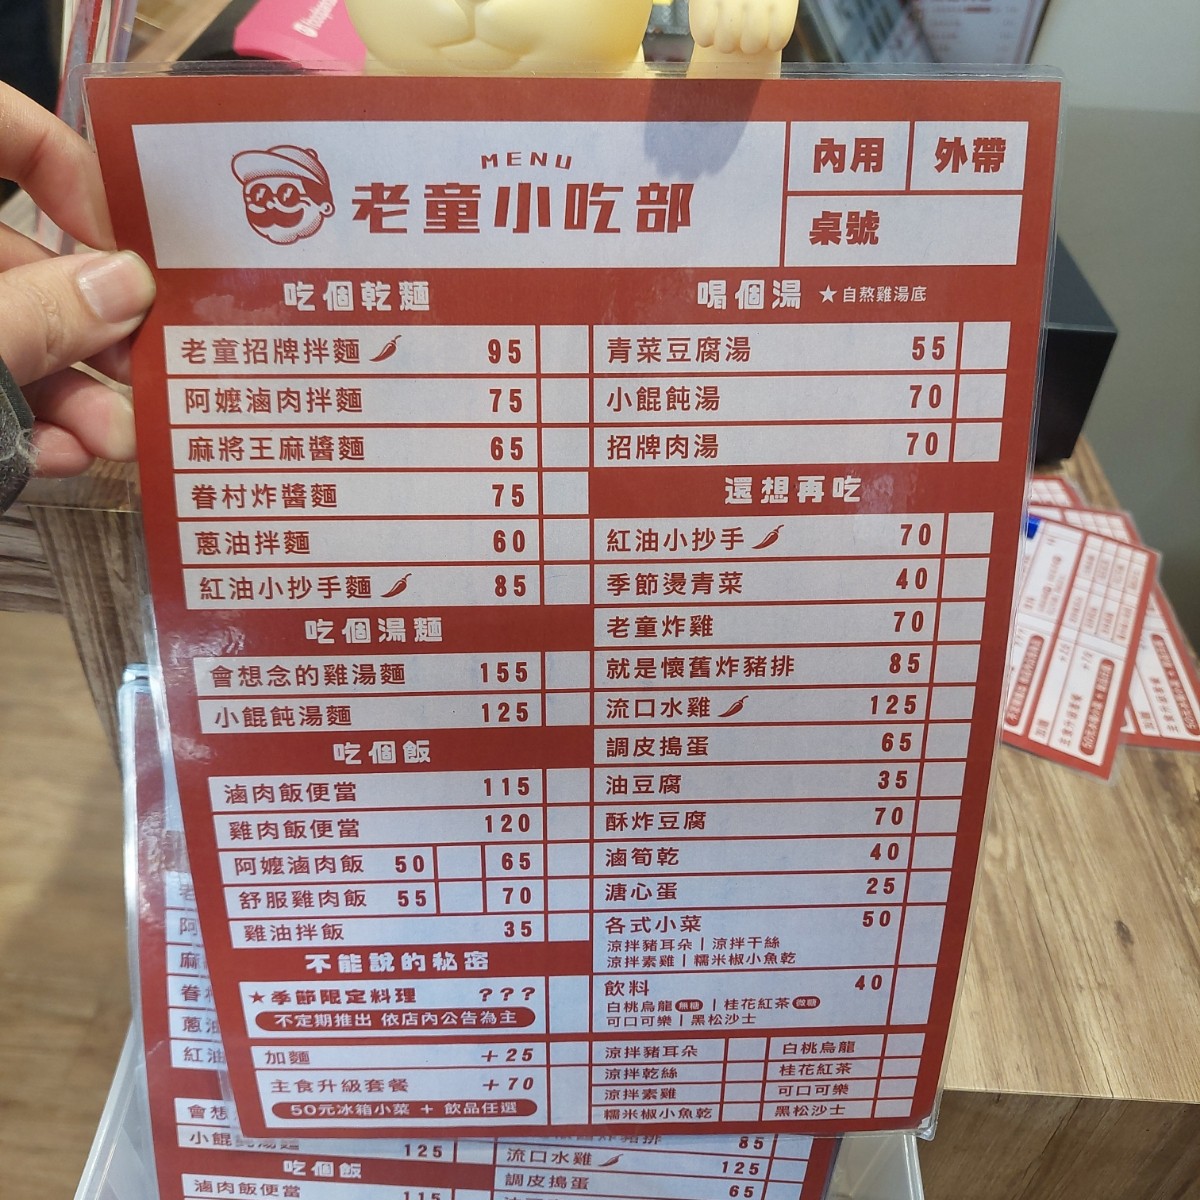 MENU
老童小吃部
內用
外帶
桌號
吃個乾麵
老童招牌拌麵 95
阿嬤滷肉拌麵 75
麻將王麻醬麵 65
眷村炸醬麵 75
蔥油拌麵 60
紅油小抄手麵 85
吃個湯麵
會想念的雞湯麵 155
小餛飩湯麵 125
吃個飯
滷肉飯便當 115
雞肉飯便當 120
阿嬤滷肉飯 50 65
舒服雞肉飯 55 70
雞油拌飯 35
不能說的秘密
★季節限定料理 ???
不定期推出 依店內公告為主
加麵 +25
主食升級套餐 +70
50元冰箱小菜 + 飲品任選
喝個湯 ★自熬雞湯底
青菜豆腐湯 55
小餛飩湯 70
招牌肉湯 70
還想再吃
紅油小抄手 70
季節燙青菜 40
老童炸雞 70
就是懷舊炸豬排 85
流口水雞 125
調皮搗蛋 65
油豆腐 35
酥炸豆腐 70
滷筍乾 40
溏心蛋 25
各式小菜 50
涼拌豬耳朵 | 涼拌干絲
涼拌素雞 | 糯米椒小魚乾
飲料 40
白桃烏龍 無糖 | 桂花紅茶 微糖
可口可樂 | 黑松沙士
涼拌豬耳朵 白桃烏龍
涼拌乾絲 桂花紅茶
涼拌素雞 可口可樂
糯米椒小魚乾 黑松沙士
小餛飩湯麵 125
吃個飯
滷肉飯便當 115
85
流口水雞 125
調皮搗蛋 65